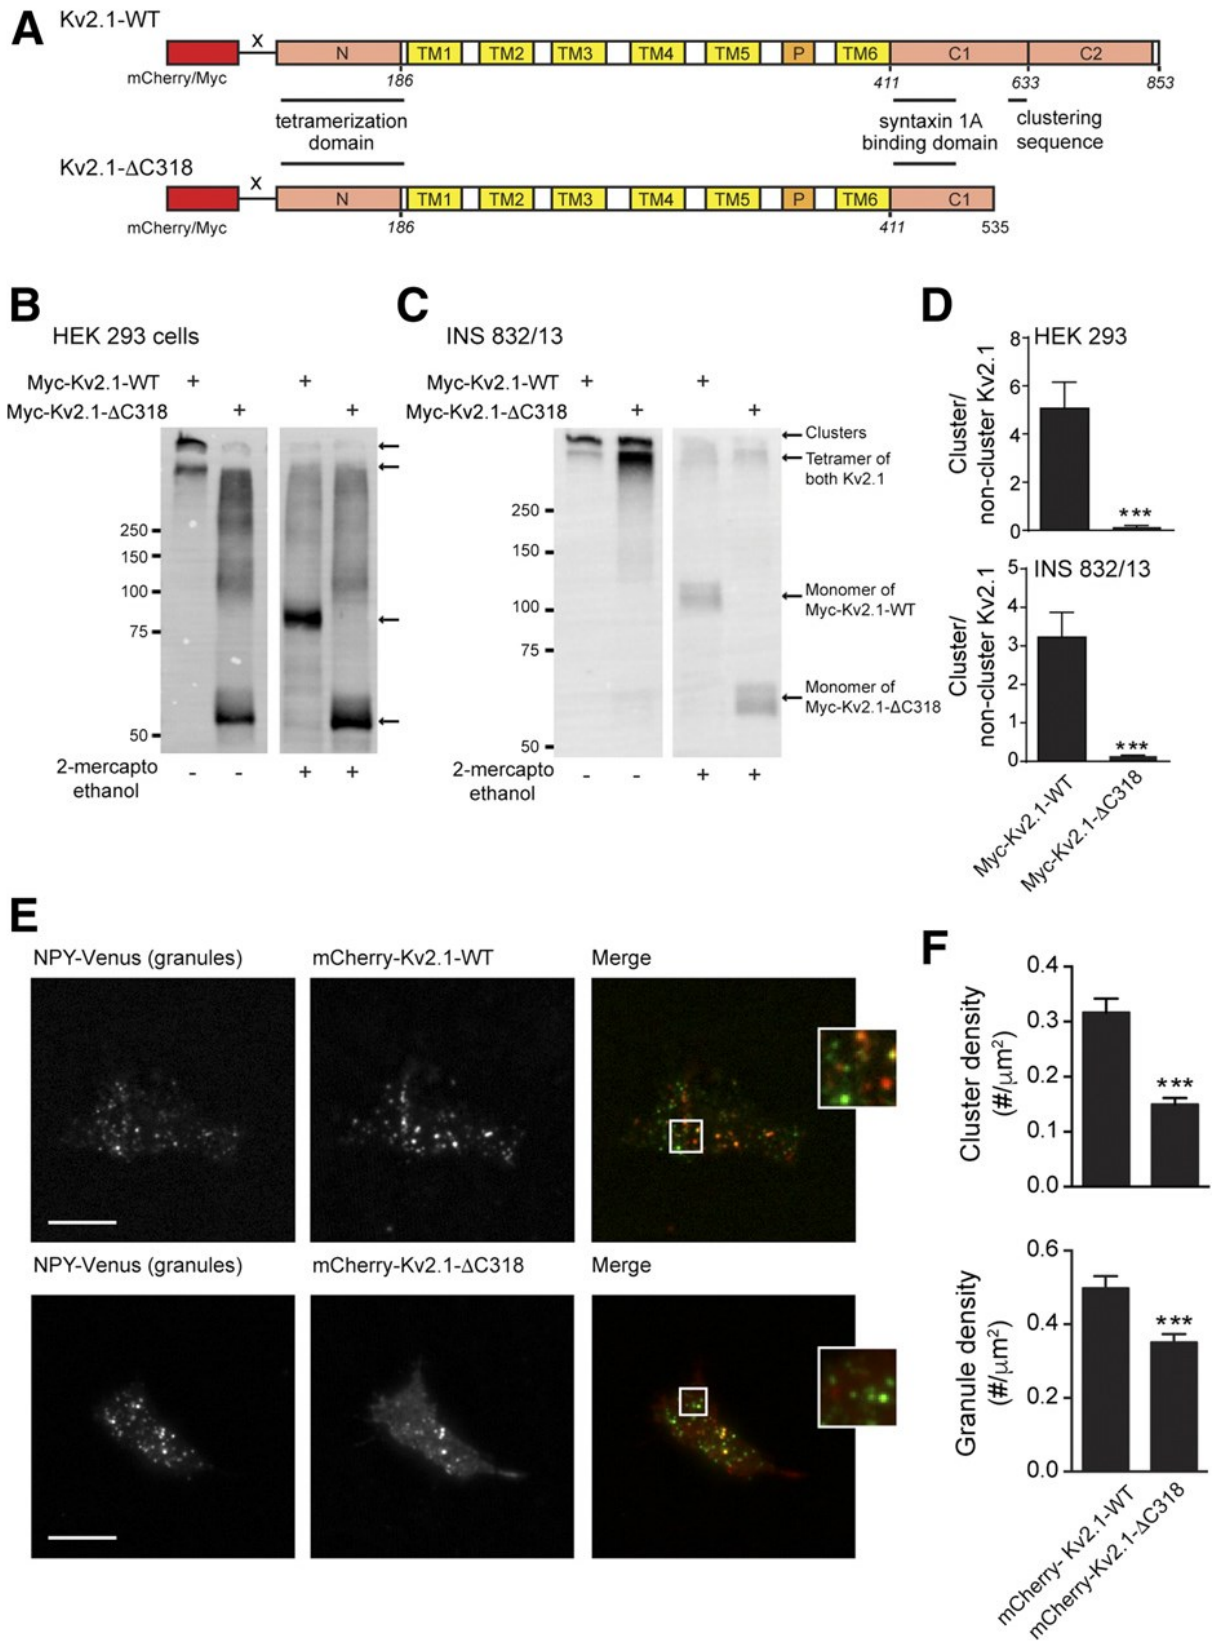 A
Kv2.1-WT
X
N TM1 TM2 TM3 TM4 TM5 P TM6 C1 C2
mCherry/Myc
186 411 633 853
tetramerization
domain
syntaxin 1A
binding domain
clustering
sequence
Kv2.1-ΔC318
X
N TM1 TM2 TM3 TM4 TM5 P TM6 C1
mCherry/Myc
186 411 535
B
HEK 293 cells
Myc-Kv2.1-WT + +
Myc-Kv2.1-ΔC318 + +
250
150
100
75
50
2-mercapto
ethanol
- - + +
C
INS 832/13
Myc-Kv2.1-WT + +
Myc-Kv2.1-ΔC318 + +
Clusters
Tetramer of
both Kv2.1
250
150
100
75
50
Monomer of
Myc-Kv2.1-WT
Monomer of
Myc-Kv2.1-ΔC318
2-mercapto
ethanol
- - + +
D
HEK 293
Cluster/
non-cluster Kv2.1
8
6
4
2
0
***
INS 832/13
Cluster/
non-cluster Kv2.1
5
4
3
2
1
0
***
Myc-Kv2.1-WT
Myc-Kv2.1-ΔC318
E
NPY-Venus (granules) mCherry-Kv2.1-WT Merge
NPY-Venus (granules) mCherry-Kv2.1-ΔC318 Merge
F
Cluster density
(#/μm²)
0.4
0.3
0.2
0.1
0.0
***
Granule density
(#/μm²)
0.6
0.4
0.2
0.0
***
mCherry- Kv2.1-WT
mCherry-Kv2.1-ΔC318